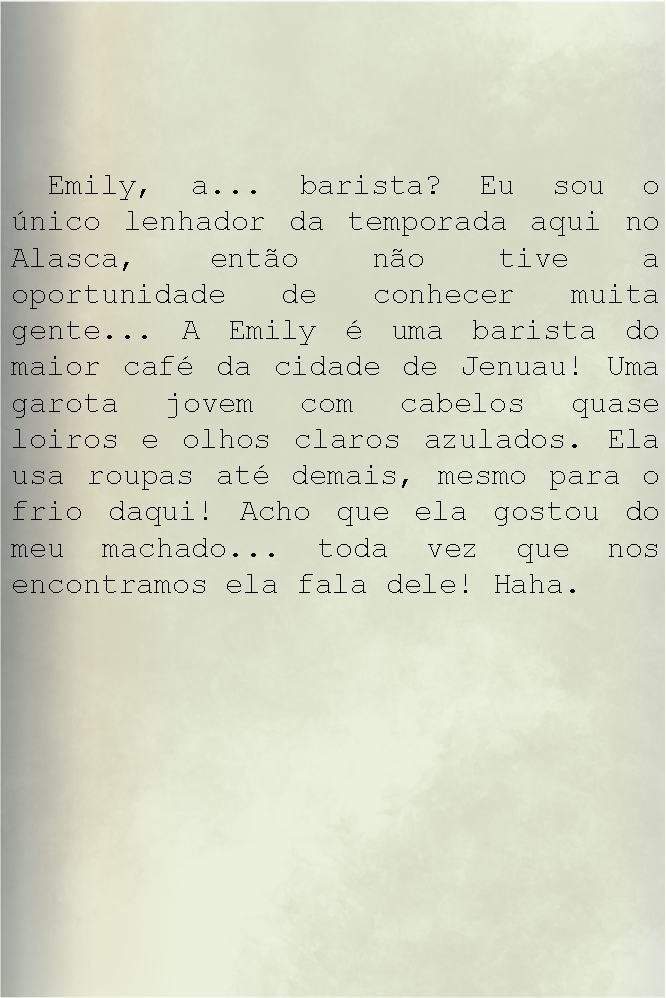 Emily, a... barista? Eu sou o
único lenhador da temporada aqui no
Alasca, então não tive a
oportunidade de conhecer muita
gente... A Emily é uma barista do
maior café da cidade de Jenuau! Uma
garota jovem com cabelos quase
loiros e olhos claros azulados. Ela
usa roupas até demais, mesmo para o
frio daqui! Acho que ela gostou do
meu machado... toda vez que nos
encontramos ela fala dele! Haha.